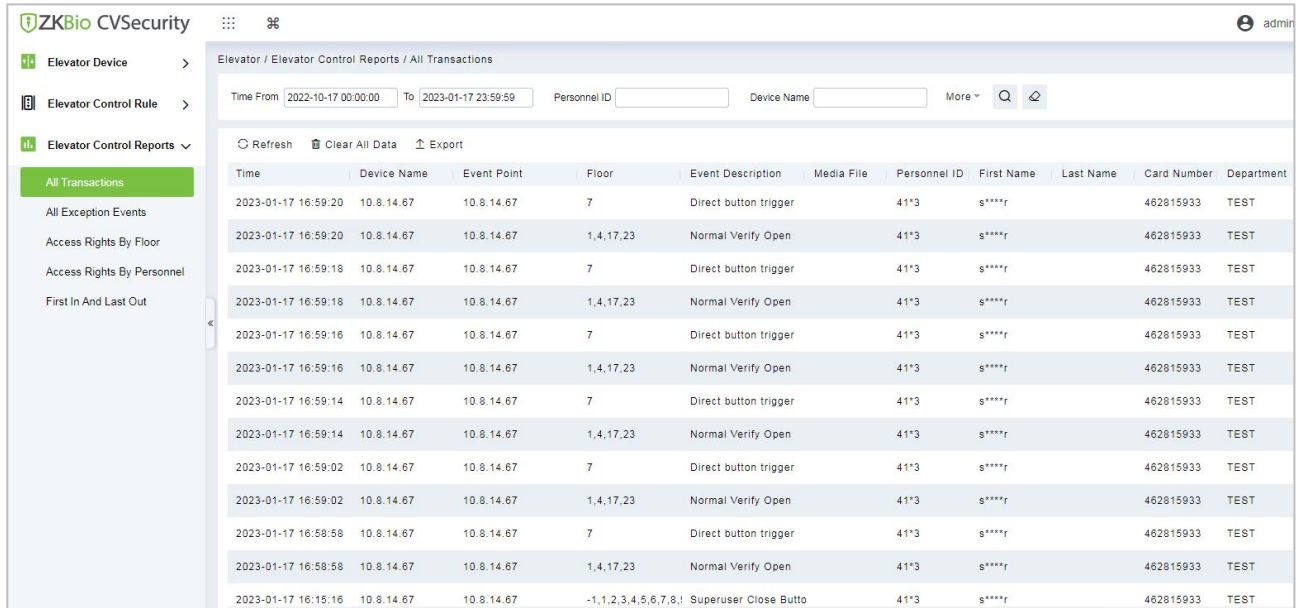 ZKBio CVSecurity
admin
Elevator Device
Elevator Control Rule
Elevator Control Reports
All Transactions
All Exception Events
Access Rights By Floor
Access Rights By Personnel
First In And Last Out
Elevator / Elevator Control Reports / All Transactions
Time From 2022-10-17 00:00:00 To 2023-01-17 23:59:59 Personnel ID Device Name More
Refresh Clear All Data Export
Time Device Name Event Point Floor Event Description Media File Personnel ID First Name Last Name Card Number Department
2023-01-17 16:59:20 10.8.14.67 10.8.14.67 7 Direct button trigger 41*3 s****r 462815933 TEST
2023-01-17 16:59:20 10.8.14.67 10.8.14.67 1,4,17,23 Normal Verify Open 41*3 s****r 462815933 TEST
2023-01-17 16:59:18 10.8.14.67 10.8.14.67 7 Direct button trigger 41*3 s****r 462815933 TEST
2023-01-17 16:59:18 10.8.14.67 10.8.14.67 1,4,17,23 Normal Verify Open 41*3 s****r 462815933 TEST
2023-01-17 16:59:16 10.8.14.67 10.8.14.67 7 Direct button trigger 41*3 s****r 462815933 TEST
2023-01-17 16:59:16 10.8.14.67 10.8.14.67 1,4,17,23 Normal Verify Open 41*3 s****r 462815933 TEST
2023-01-17 16:59:14 10.8.14.67 10.8.14.67 7 Direct button trigger 41*3 s****r 462815933 TEST
2023-01-17 16:59:14 10.8.14.67 10.8.14.67 1,4,17,23 Normal Verify Open 41*3 s****r 462815933 TEST
2023-01-17 16:59:02 10.8.14.67 10.8.14.67 7 Direct button trigger 41*3 s****r 462815933 TEST
2023-01-17 16:59:02 10.8.14.67 10.8.14.67 1,4,17,23 Normal Verify Open 41*3 s****r 462815933 TEST
2023-01-17 16:58:58 10.8.14.67 10.8.14.67 7 Direct button trigger 41*3 s****r 462815933 TEST
2023-01-17 16:58:58 10.8.14.67 10.8.14.67 1,4,17,23 Normal Verify Open 41*3 s****r 462815933 TEST
2023-01-17 16:15:16 10.8.14.67 10.8.14.67 -1,1,2,3,4,5,6,7,8, Superuser Close Butto 41*3 s****r 462815933 TEST